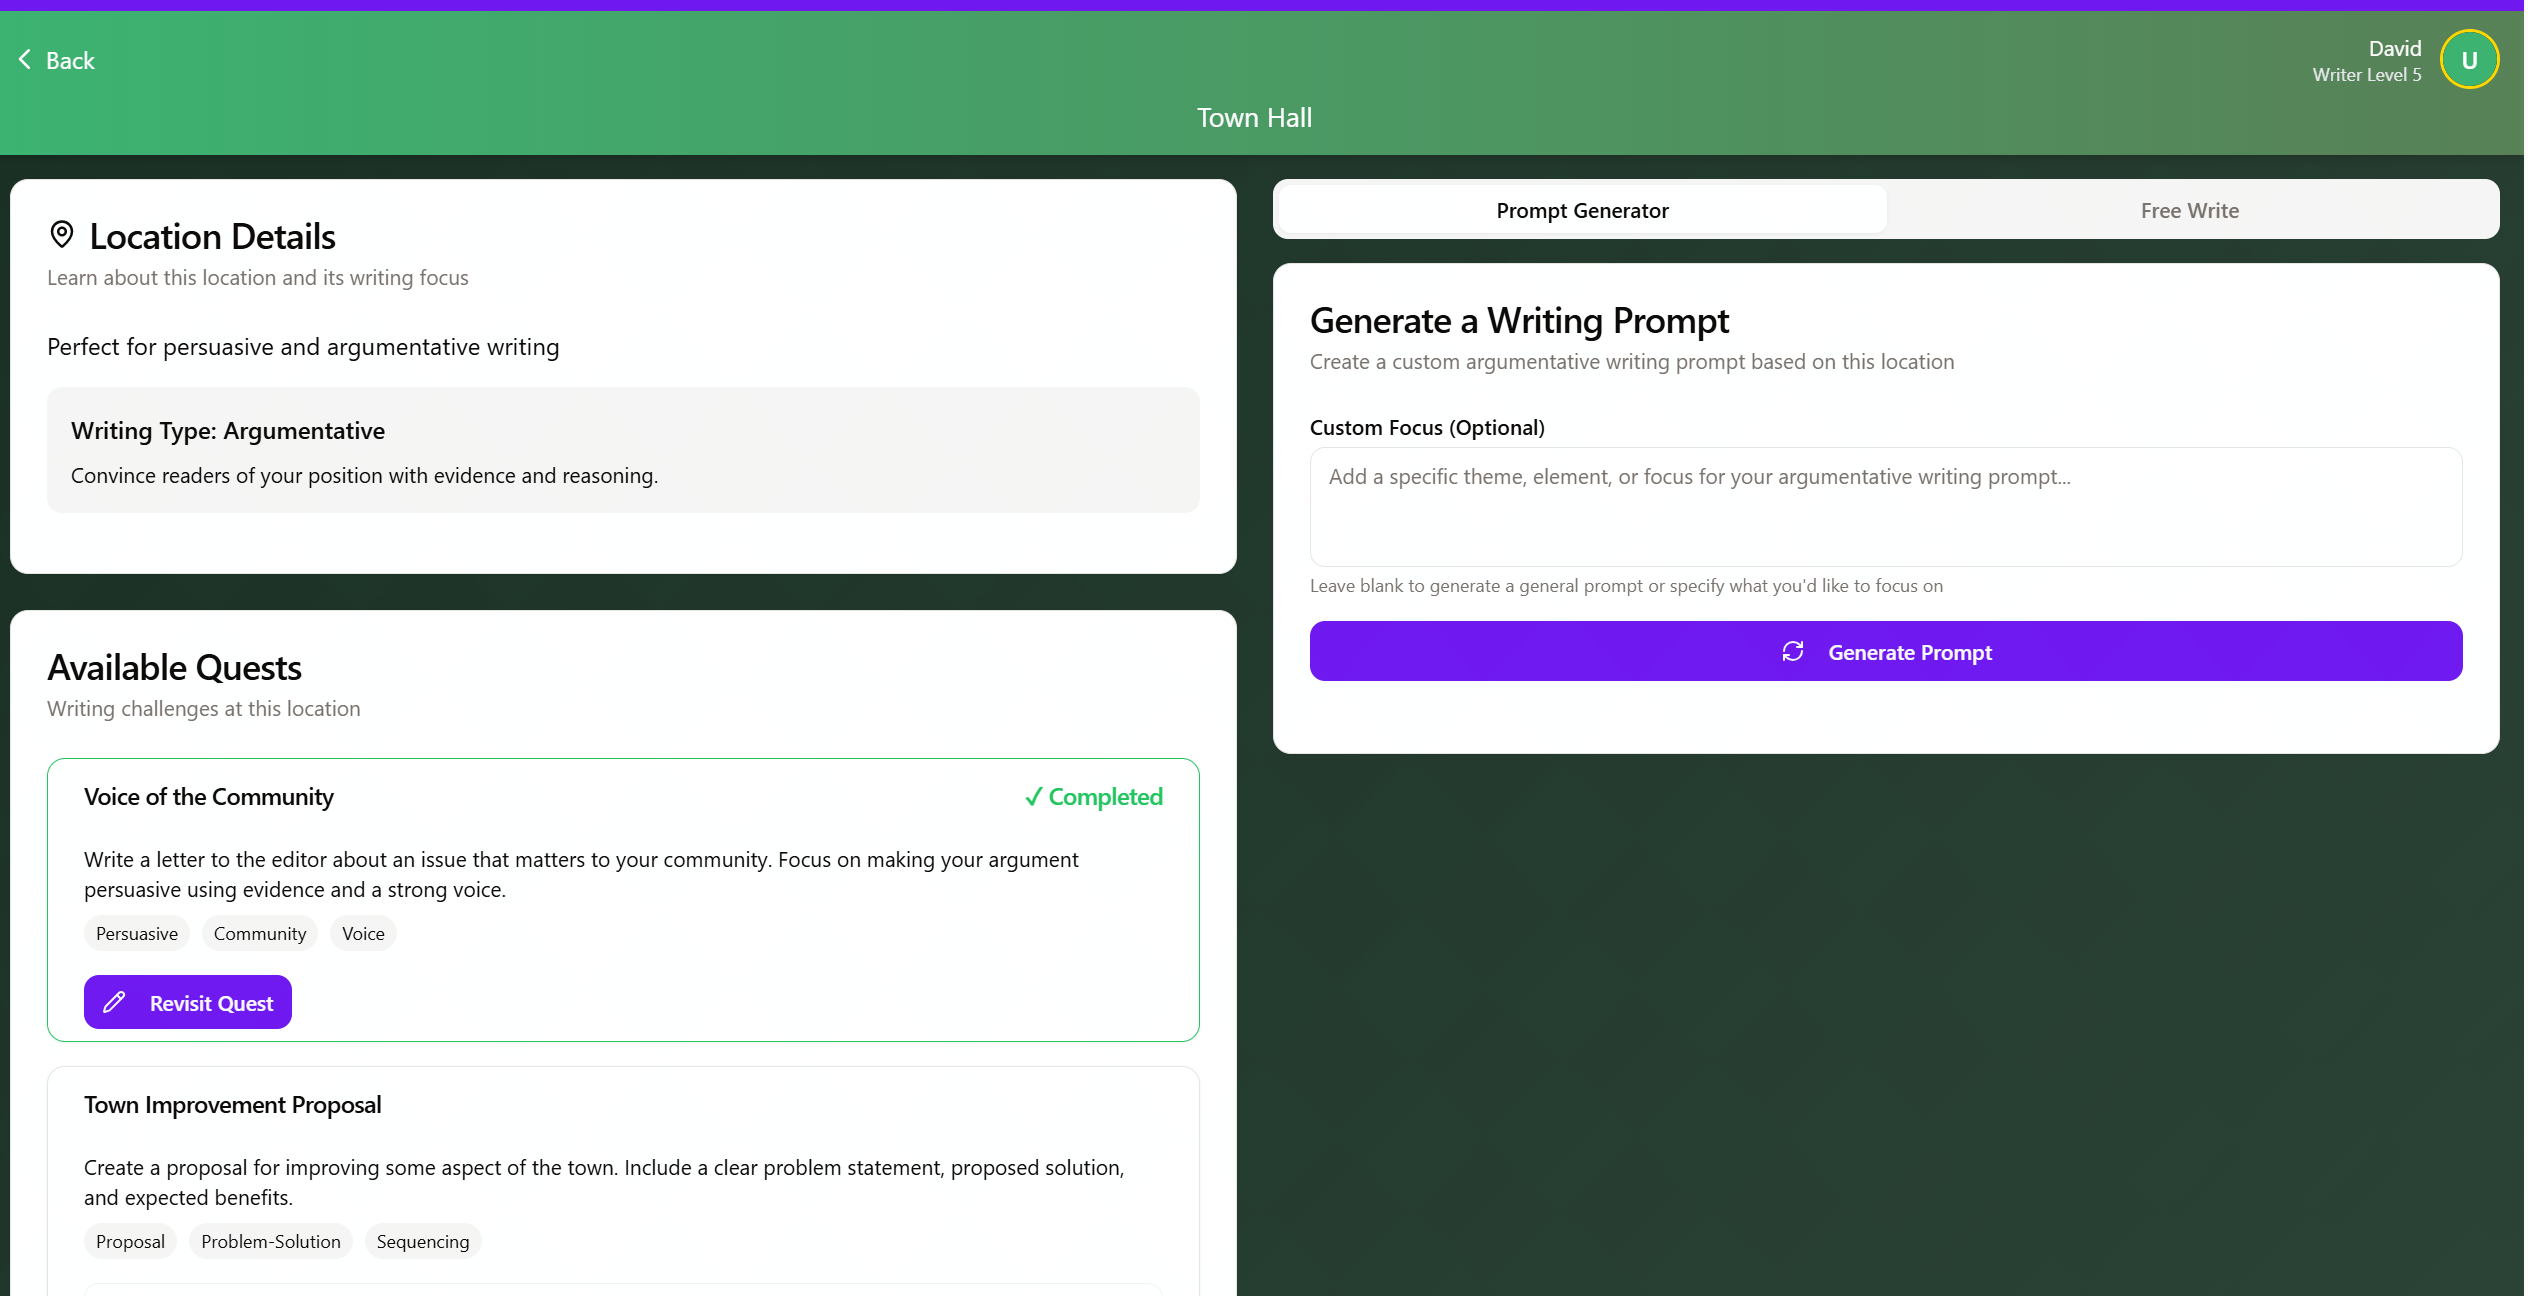 Back
David
Writer Level 5
U
Town Hall
Location Details
Learn about this location and its writing focus
Perfect for persuasive and argumentative writing
Writing Type: Argumentative
Convince readers of your position with evidence and reasoning.
Available Quests
Writing challenges at this location
Voice of the Community
✓ Completed
Write a letter to the editor about an issue that matters to your community. Focus on making your argument
persuasive using evidence and a strong voice.
Persuasive Community Voice
Revisit Quest
Town Improvement Proposal
Create a proposal for improving some aspect of the town. Include a clear problem statement, proposed solution,
and expected benefits.
Proposal Problem-Solution Sequencing
Prompt Generator Free Write
Generate a Writing Prompt
Create a custom argumentative writing prompt based on this location
Custom Focus (Optional)
Add a specific theme, element, or focus for your argumentative writing prompt...
Leave blank to generate a general prompt or specify what you'd like to focus on
Generate Prompt